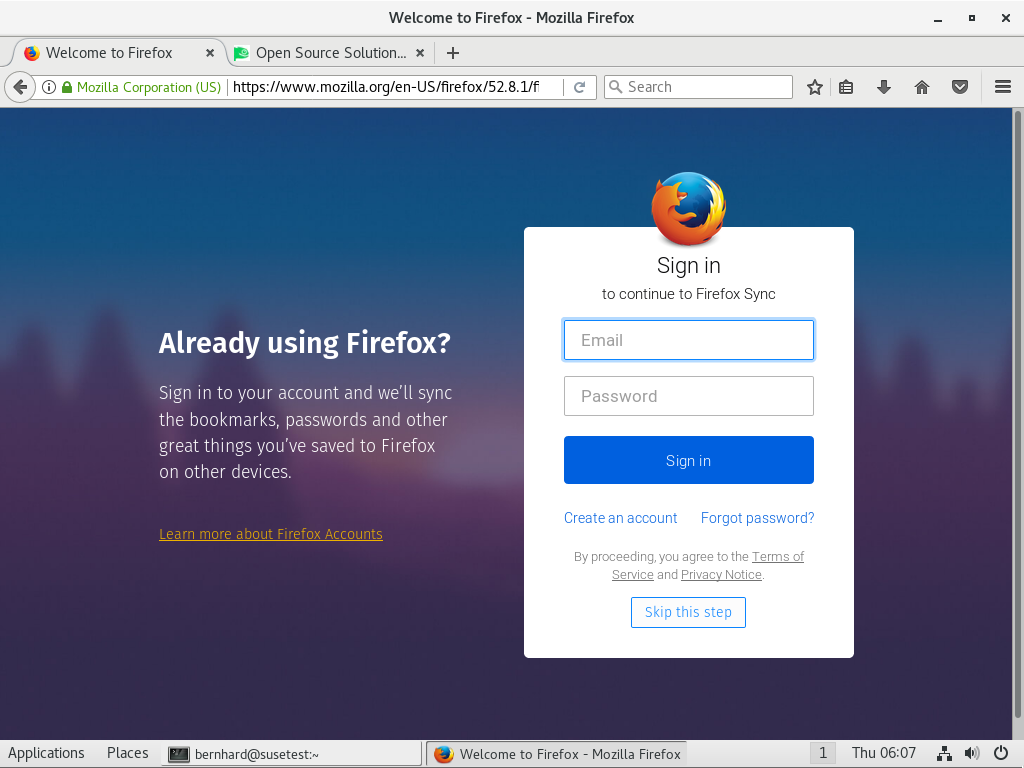 Welcome to Firefox - Mozilla Firefox
Welcome to Firefox
Open Source Solution...
Mozilla Corporation (US)
https://www.mozilla.org/en-US/firefox/52.8.1/fi
Search
Sign in
to continue to Firefox Sync
Email
Password
Sign in
Create an account
Forgot password?
By proceeding, you agree to the Terms of
Service and Privacy Notice.
Skip this step
Already using Firefox?
Sign in to your account and we’ll sync
the bookmarks, passwords and other
great things you’ve saved to Firefox
on other devices.
Learn more about Firefox Accounts
Applications
Places
bernhard@susetest:~
Welcome to Firefox - Mozilla Firefox
1
Thu 06:07